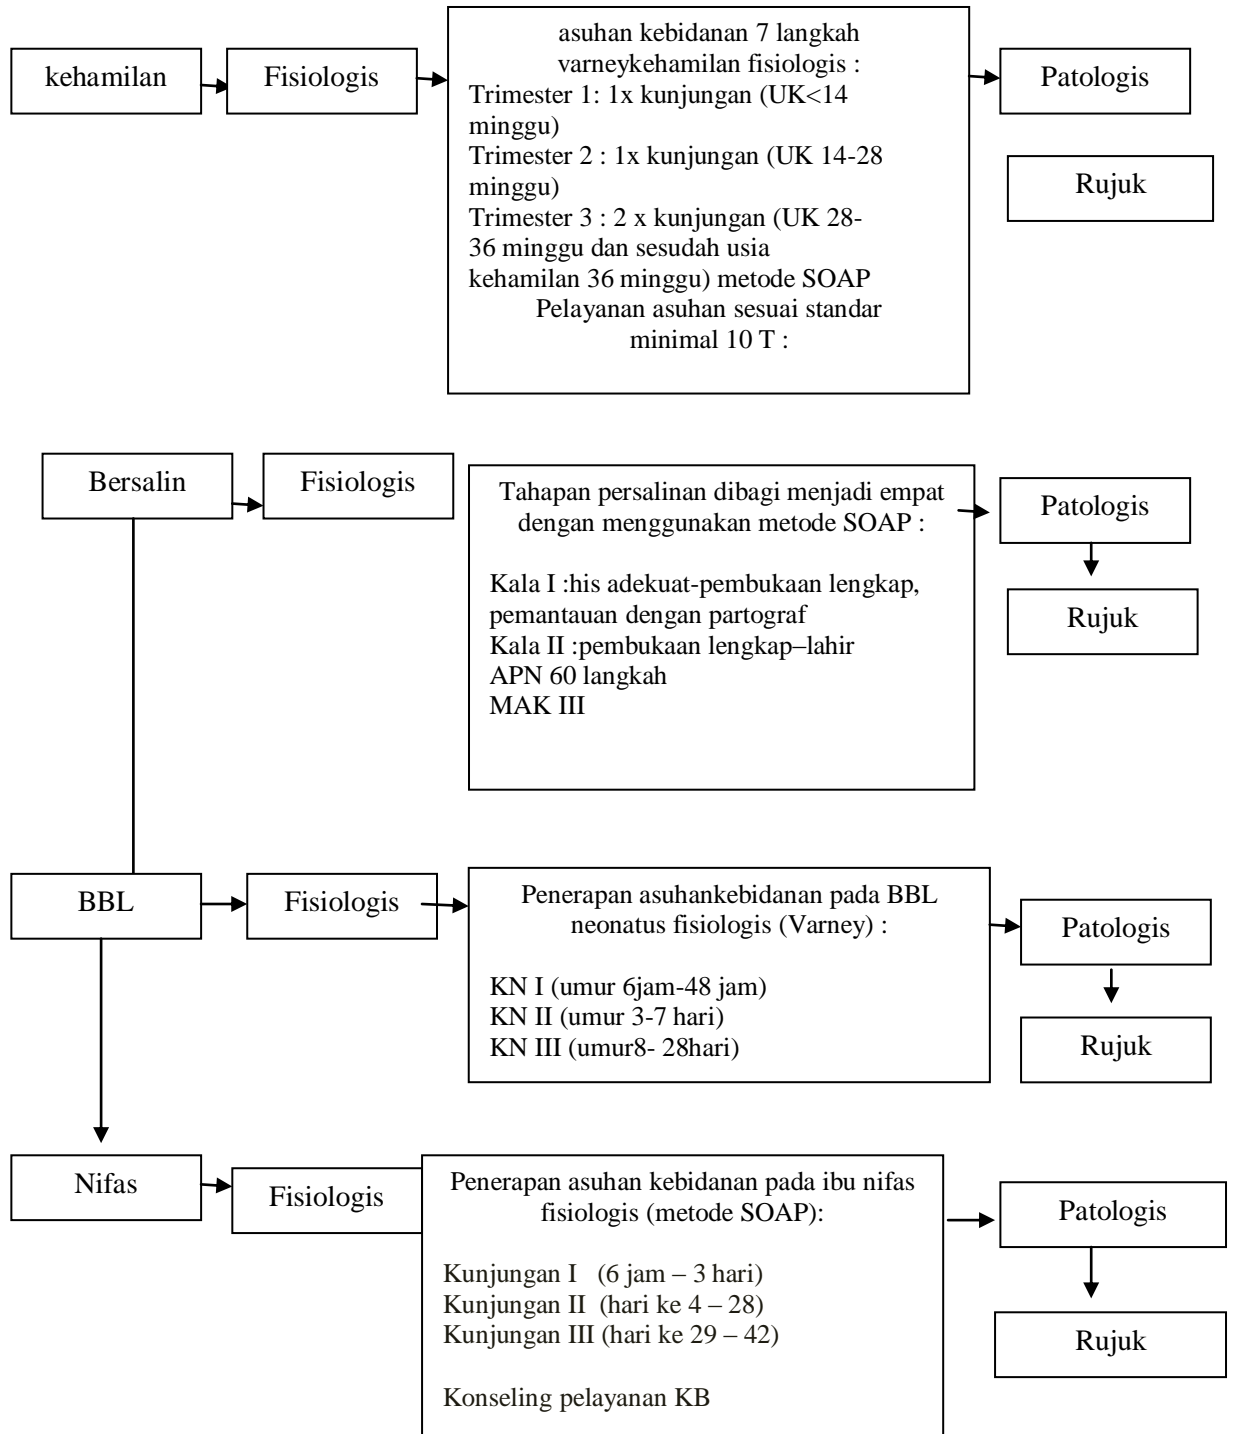 kehamilan
Fisiologis
asuhan kebidanan 7 langkah
varneykehamilan fisiologis :
Trimester 1: 1x kunjungan (UK<14
minggu)
Trimester 2 : 1x kunjungan (UK 14-28
minggu)
Trimester 3 : 2 x kunjungan (UK 28-
36 minggu dan sesudah usia
kehamilan 36 minggu) metode SOAP
Pelayanan asuhan sesuai standar
minimal 10 T :
Patologis
Rujuk
Bersalin
Fisiologis
Tahapan persalinan dibagi menjadi empat
dengan menggunakan metode SOAP :
Kala I :his adekuat-pembukaan lengkap,
pemantauan dengan partograf
Kala II :pembukaan lengkap–lahir
APN 60 langkah
MAK III
Patologis
Rujuk
BBL
Fisiologis
Penerapan asuhankebidanan pada BBL
neonatus fisiologis (Varney) :
KN I (umur 6jam-48 jam)
KN II (umur 3-7 hari)
KN III (umur8- 28hari)
Patologis
Rujuk
Nifas
Fisiologis
Penerapan asuhan kebidanan pada ibu nifas
fisiologis (metode SOAP):
Kunjungan I (6 jam – 3 hari)
Kunjungan II (hari ke 4 – 28)
Kunjungan III (hari ke 29 – 42)
Konseling pelayanan KB
Patologis
Rujuk